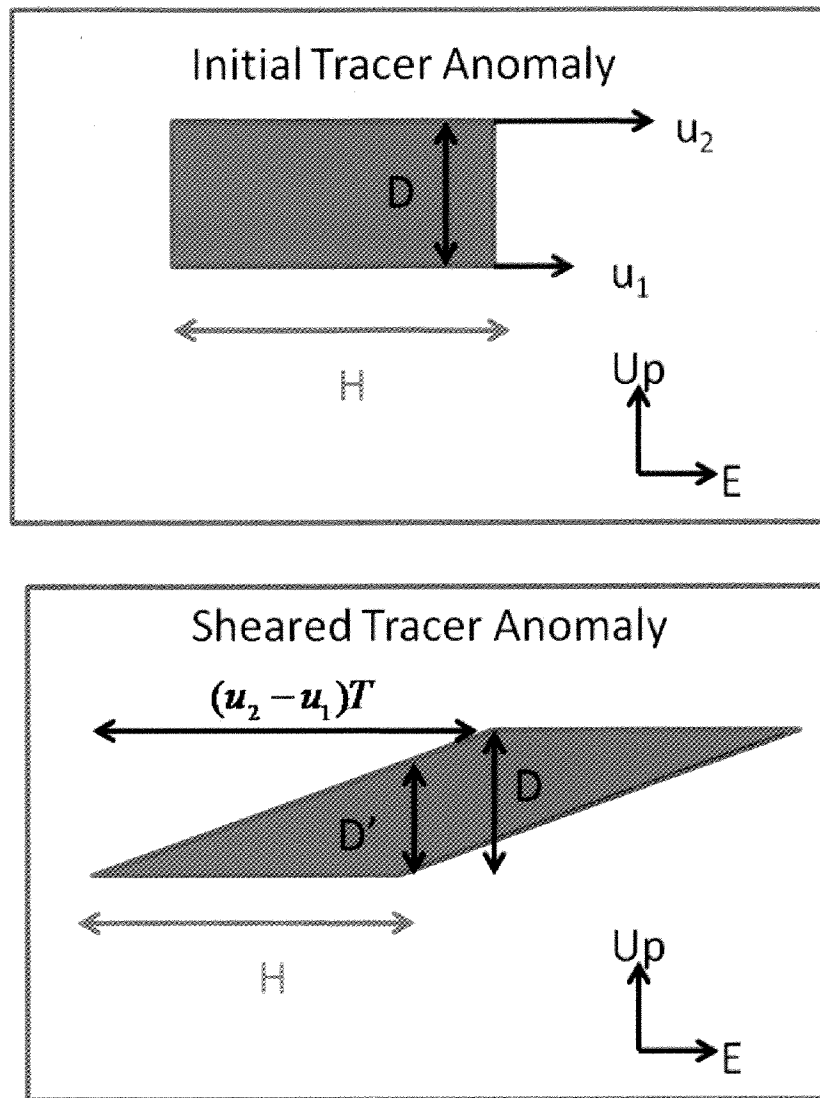 Initial Tracer Anomaly
u₂
D
u₁
H
Up
E
Sheared Tracer Anomaly
(u₂ − u₁)T
D
D’
H
Up
E